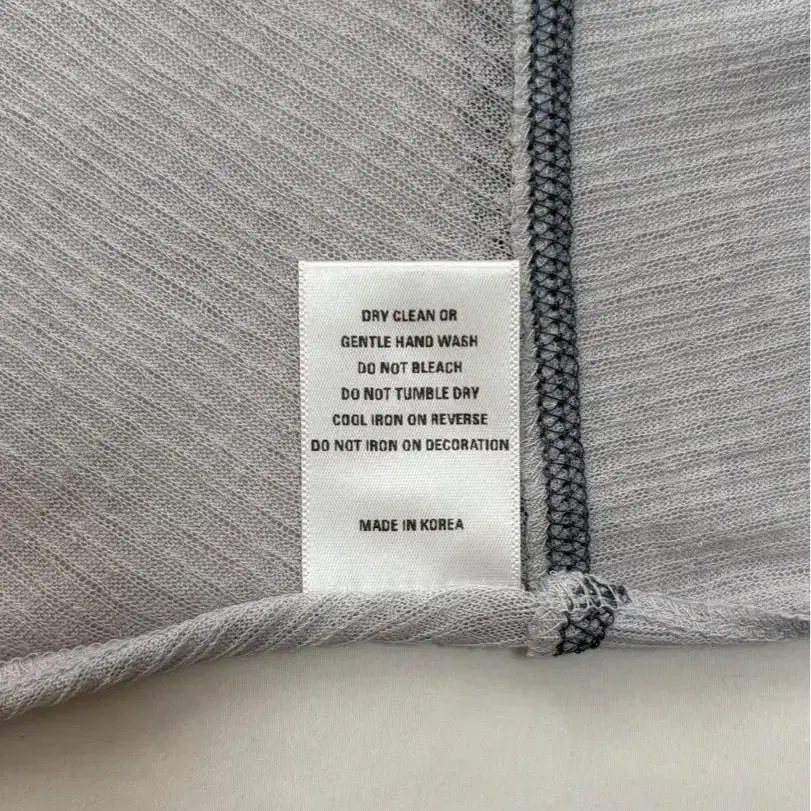 DRY CLEAN OR
GENTLE HAND WASH
DO NOT BLEACH
DO NOT TUMBLE DRY
COOL IRON ON REVERSE
DO NOT IRON ON DECORATION
MADE IN KOREA